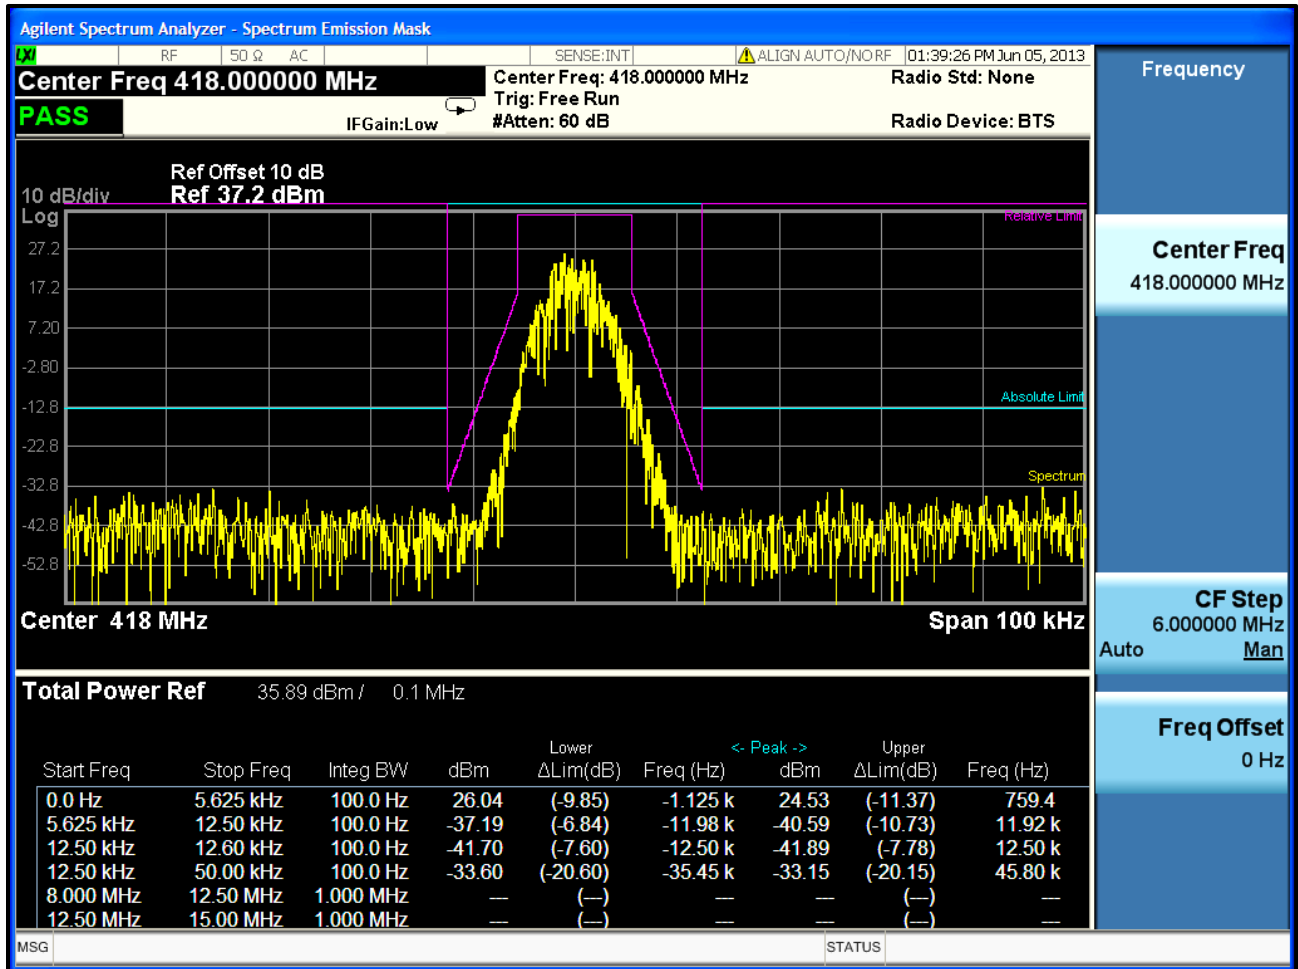 Agilent Spectrum Analyzer - Spectrum Emission Mask
LXI RF 50 Ω AC SENSE:INT ALIGN AUTO/NO RF 01:39:26 PM Jun 05, 2013
Center Freq 418.000000 MHz
Center Freq: 418.000000 MHz
Radio Std: None
Trig: Free Run
PASS
IFGain:Low
#Atten: 60 dB
Radio Device: BTS
Ref Offset 10 dB
10 dB/div Ref 37.2 dBm
Log
Relative Limit
27.2
17.2
7.20
-2.80
-12.8
Absolute Limit
-22.8
-32.8
Spectrum
-42.8
-52.8
Center 418 MHz
Span 100 kHz
Total Power Ref 35.89 dBm / 0.1 MHz
Lower <- Peak -> Upper
Start Freq Stop Freq Integ BW dBm ΔLim(dB) Freq (Hz) dBm ΔLim(dB) Freq (Hz)
0.0 Hz 5.625 kHz 100.0 Hz 26.04 (-9.85) -1.125 k 24.53 (-11.37) 759.4
5.625 kHz 12.50 kHz 100.0 Hz -37.19 (-6.84) -11.98 k -40.59 (-10.73) 11.92 k
12.50 kHz 12.60 kHz 100.0 Hz -41.70 (-7.60) -12.50 k -41.89 (-7.78) 12.50 k
12.50 kHz 50.00 kHz 100.0 Hz -33.60 (-20.60) -35.45 k -33.15 (-20.15) 45.80 k
8.000 MHz 12.50 MHz 1.000 MHz --- (---) --- --- (---) ---
12.50 MHz 15.00 MHz 1.000 MHz --- (---) --- --- (---) ---
MSG
STATUS
Frequency
Center Freq
418.000000 MHz
CF Step
6.000000 MHz
Auto Man
Freq Offset
0 Hz